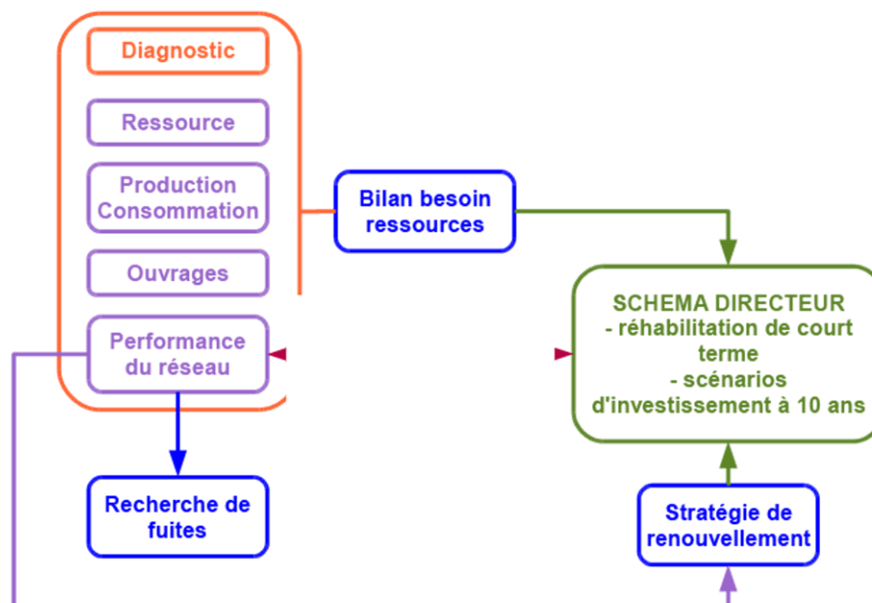 Diagnostic
Ressource
Production
Consommation
Ouvrages
Performance
du réseau
Recherche de
fuites
Bilan besoin
ressources
SCHEMA DIRECTEUR
- réhabilitation de court
terme
- scénarios
d'investissement à 10 ans
Stratégie de
renouvellement